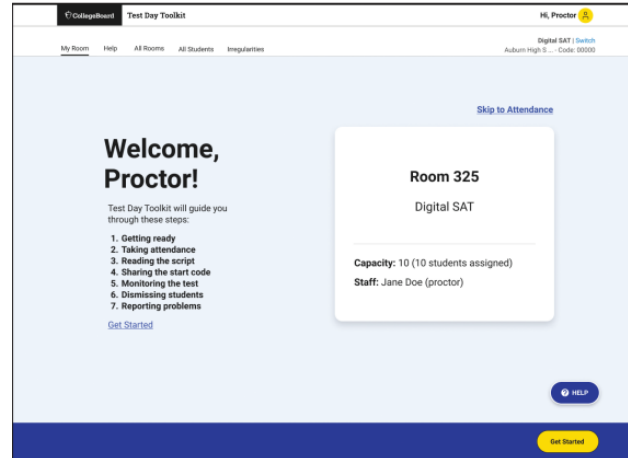 CollegeBoard Test Day Toolkit
Hi, Proctor
My Room Help All Rooms All Students Irregularities
Digital SAT | Switch
Auburn High S ... - Code: 00000
Skip to Attendance
Welcome,
Proctor!
Test Day Toolkit will guide you
through these steps:
1. Getting ready
2. Taking attendance
3. Reading the script
4. Sharing the start code
5. Monitoring the test
6. Dismissing students
7. Reporting problems
Get Started
Room 325
Digital SAT
Capacity: 10 (10 students assigned)
Staff: Jane Doe (proctor)
HELP
Get Started